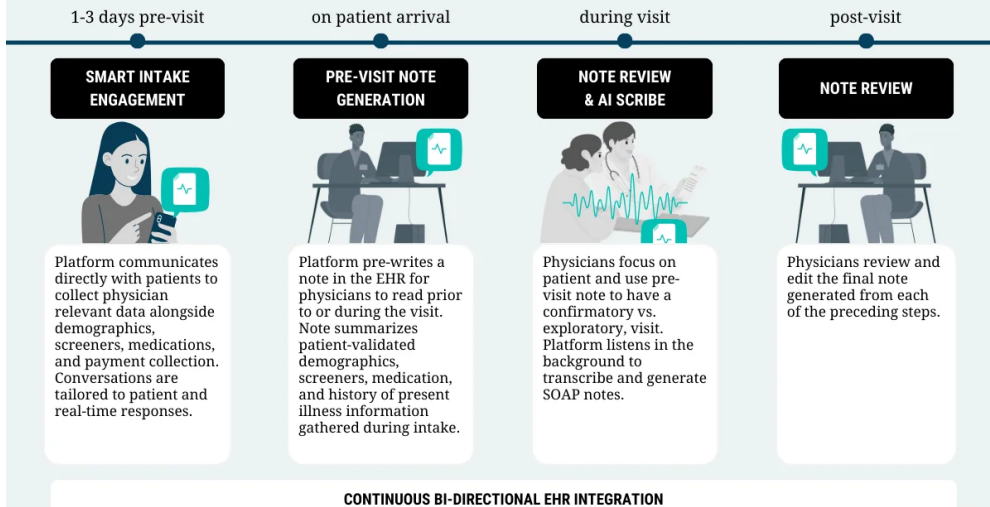 1-3 days pre-visit
on patient arrival
during visit
post-visit
SMART INTAKE
ENGAGEMENT
PRE-VISIT NOTE
GENERATION
NOTE REVIEW
& AI SCRIBE
NOTE REVIEW
Platform communicates
directly with patients to
collect physician
relevant data alongside
demographics,
screeners, medications,
and payment collection.
Conversations are
tailored to patient and
real-time responses.
Platform pre-writes a
note in the EHR for
physicians to read prior
to or during the visit.
Note summarizes
patient-validated
demographics,
screeners, medication,
and history of present
illness information
gathered during intake.
Physicians focus on
patient and use pre-
visit note to have a
confirmatory vs.
exploratory, visit.
Platform listens in the
background to
transcribe and generate
SOAP notes.
Physicians review and
edit the final note
generated from each
of the preceding steps.
CONTINUOUS BI-DIRECTIONAL EHR INTEGRATION